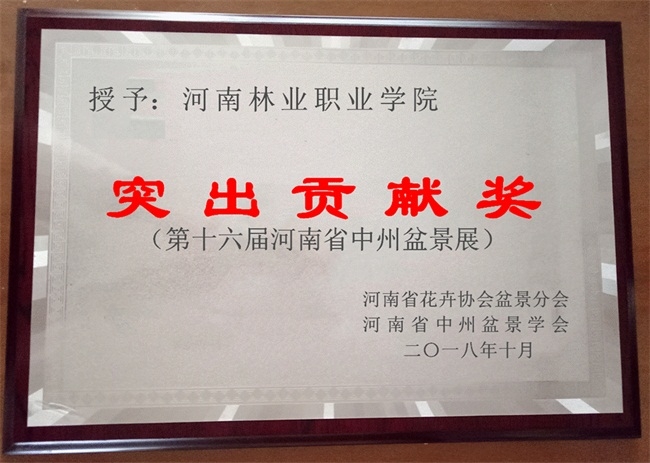 授予：河南林业职业学院
突出贡献奖
（第十六届河南省中州盆景展）
河南省花卉协会盆景分会
河南省中州盆景学会
二〇一八年十月